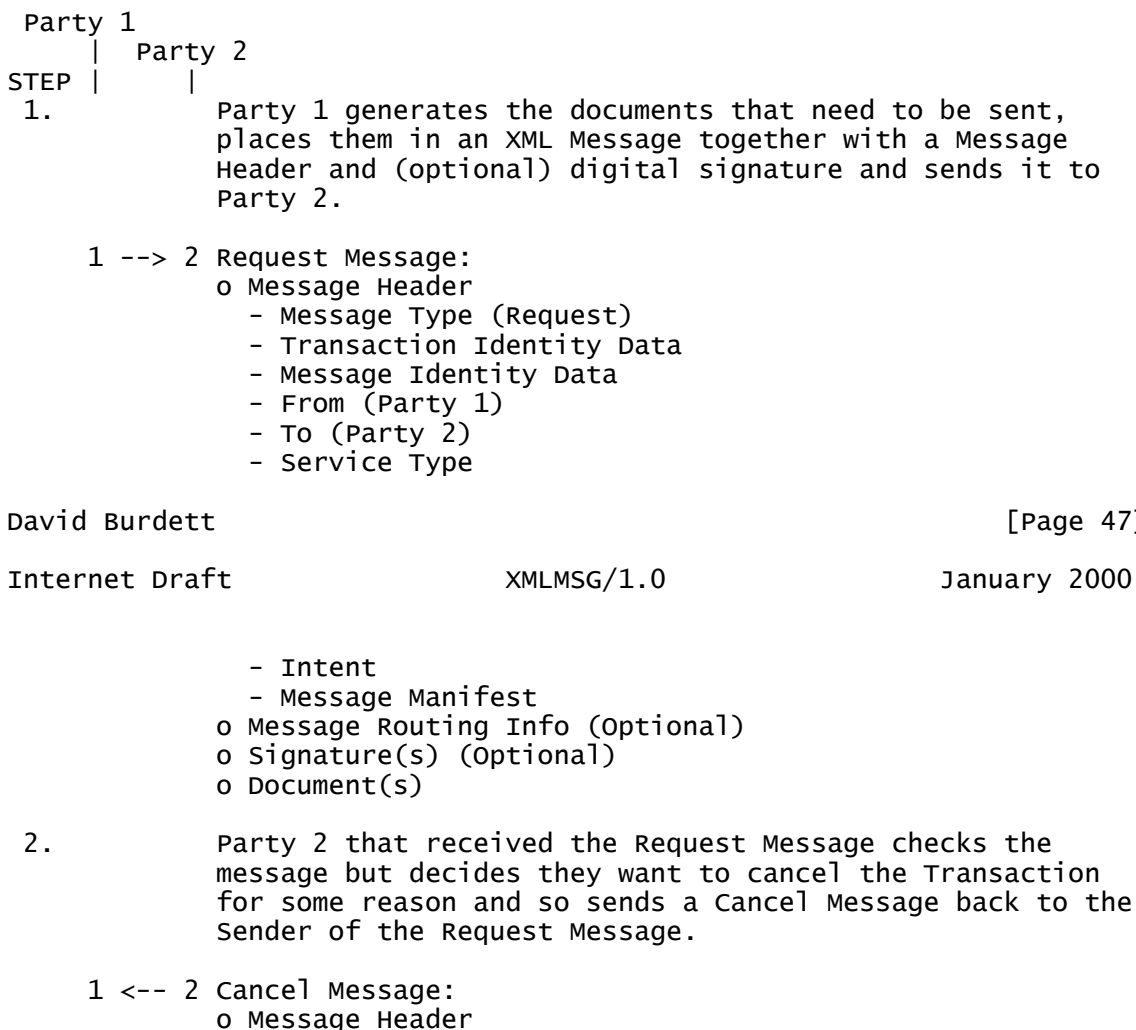 Party 1
| Party 2
STEP | |
1. Party 1 generates the documents that need to be sent,
places them in an XML Message together with a Message
Header and (optional) digital signature and sends it to
Party 2.
1 --> 2 Request Message:
o Message Header
- Message Type (Request)
- Transaction Identity Data
- Message Identity Data
- From (Party 1)
- To (Party 2)
- Service Type
David Burdett [Page 47]
Internet Draft XMLMSG/1.0 January 2000
- Intent
- Message Manifest
o Message Routing Info (Optional)
o Signature(s) (Optional)
o Document(s)
2. Party 2 that received the Request Message checks the
message but decides they want to cancel the Transaction
for some reason and so sends a Cancel Message back to the
Sender of the Request Message.
1 <-- 2 Cancel Message:
o Message Header